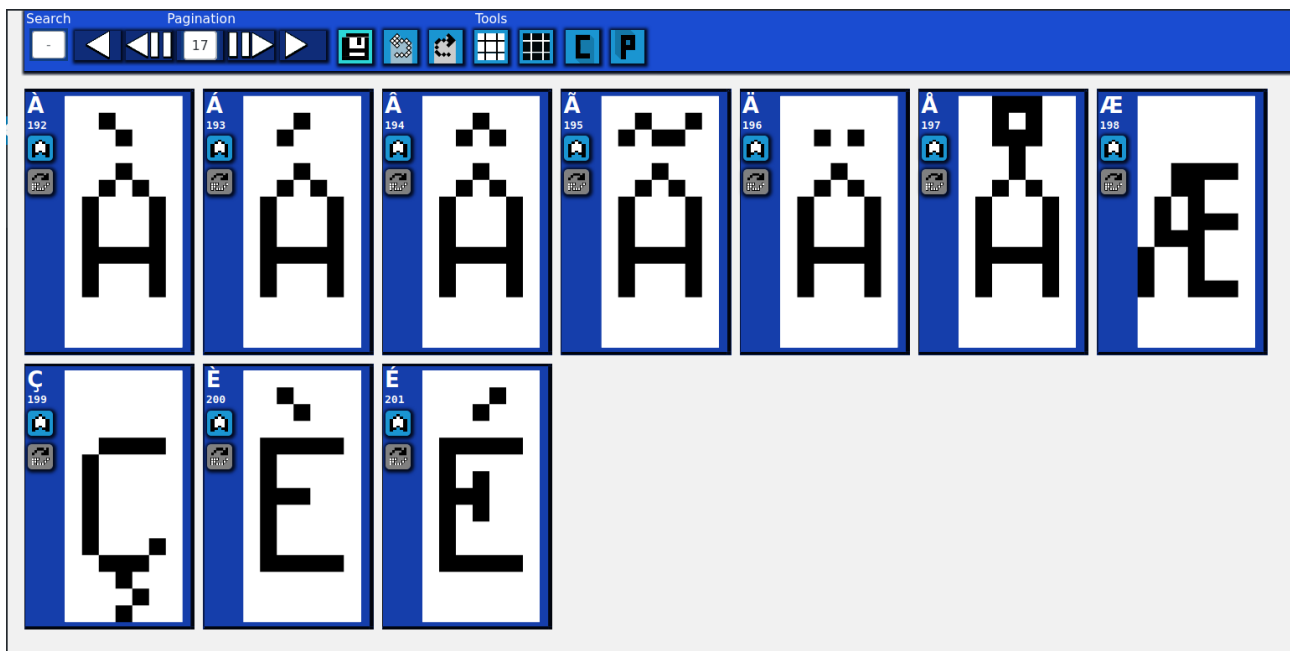 Search Pagination Tools
- 17 C P
À Á Â Ã Ä Å Æ
192 193 194 195 196 197 198
À Á Â Ã Ä Å Æ
Ç È É
199 200 201
Ç È É